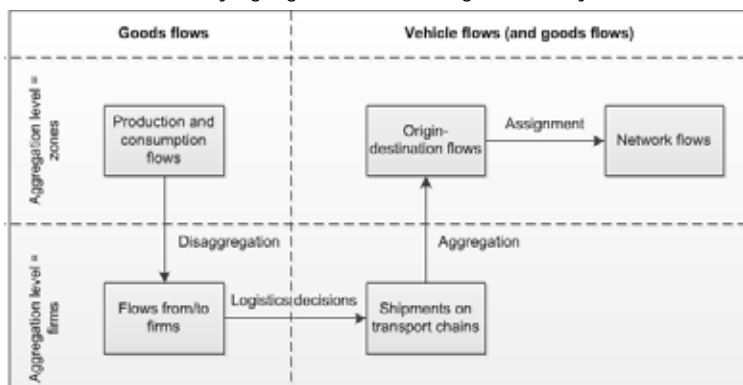 Goods flows
Vehicle flows (and goods flows)
Aggregation level =
zones
Production and
consumption
flows
Origin-
destination flows
Assignment
Network flows
Disaggregation
Aggregation
Aggregation level =
firms
Flows from/to
firms
Logistics decisions
Shipments on
transport chains